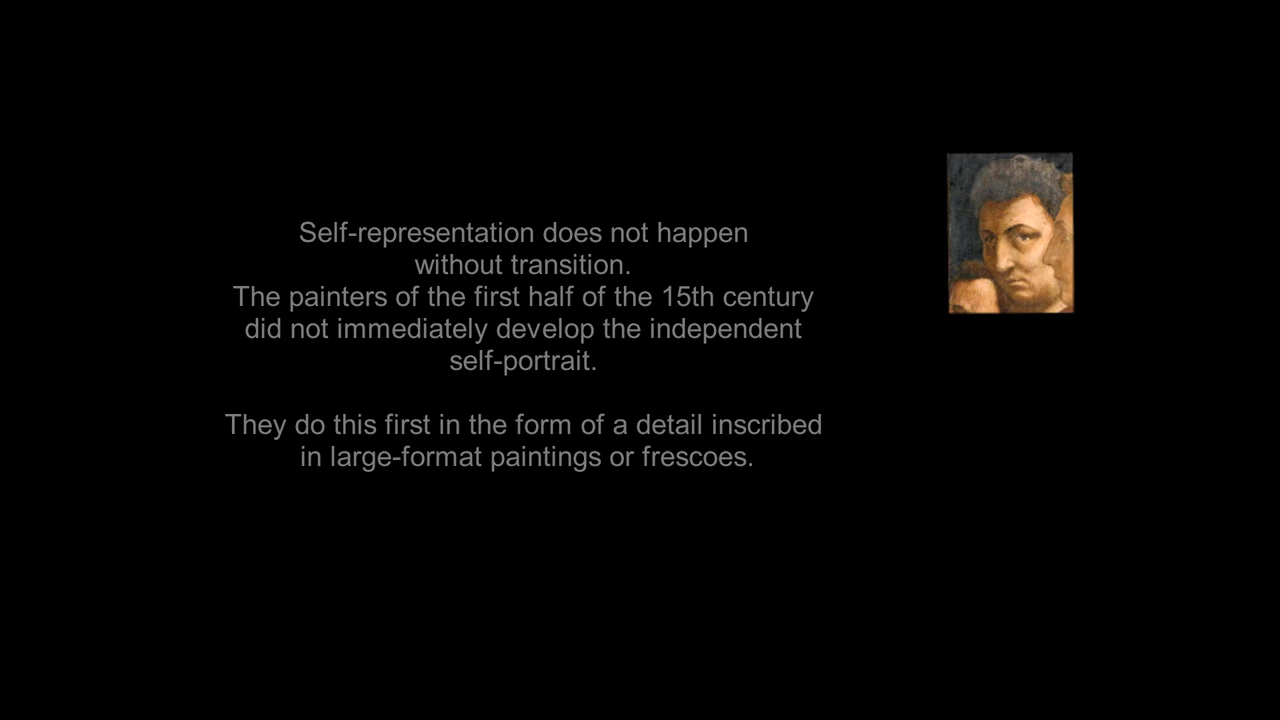 Self-representation does not happen
without transition.
The painters of the first half of the 15th century
did not immediately develop the independent
self-portrait.
They do this first in the form of a detail inscribed
in large-format paintings or frescoes.